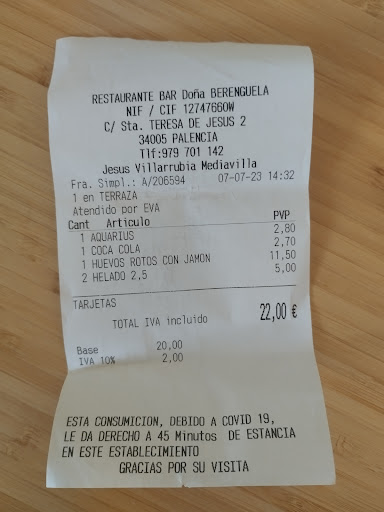 RESTAURANTE BAR Doña BERENGUELA
NIF / CIF 12747660W
C/ Sta. TERESA DE JESUS 2
34005 PALENCIA
Tlf:979 701 142
Jesus Villarrubia Mediavilla
Fra. Simpl.: A/206594 07-07-23 14:32
1 en TERRAZA
Atendido por EVA
Cant Articulo PVP
1 AQUARIUS 2,80
1 COCA COLA 2,70
1 HUEVOS ROTOS CON JAMON 11,50
2 HELADO 2,5 5,00
TARJETAS
TOTAL IVA incluido 22,00 €
Base 20,00
IVA 10% 2,00
ESTA CONSUMICION, DEBIDO A COVID 19,
LE DA DERECHO A 45 Minutos DE ESTANCIA
EN ESTE ESTABLECIMIENTO
GRACIAS POR SU VISITA